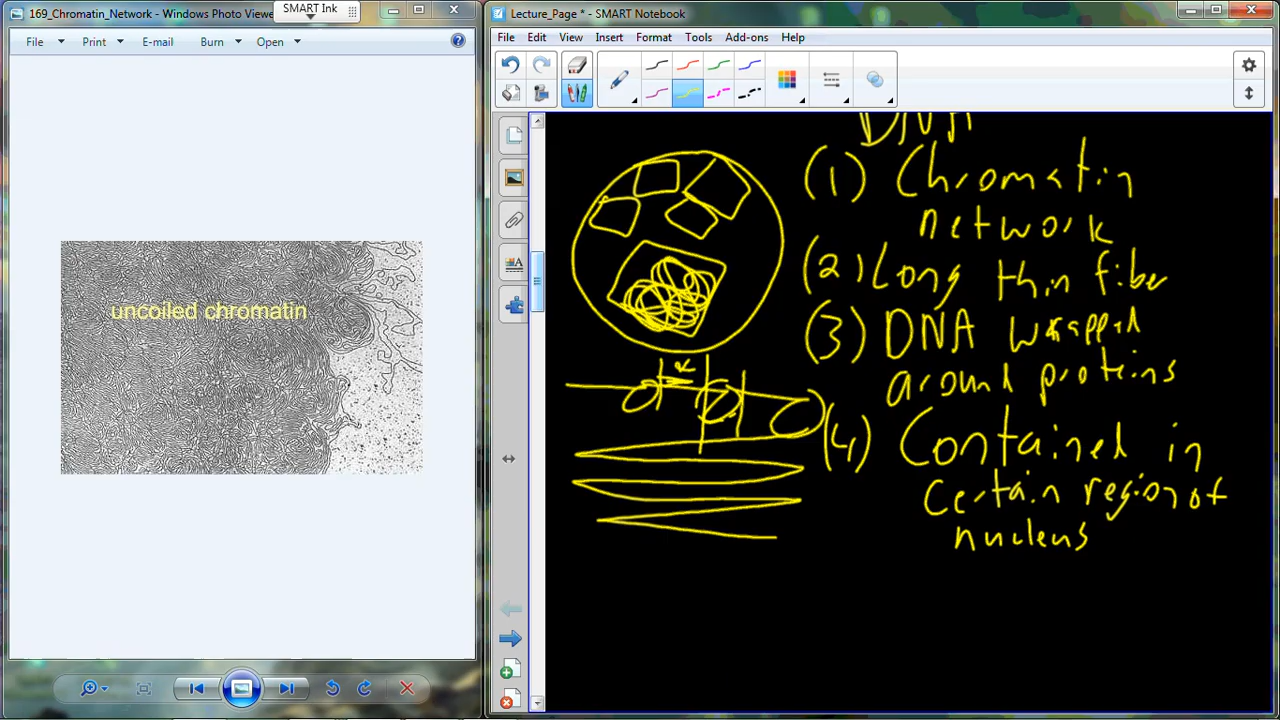 169_Chromatin_Network - Windows Photo Viewe
SMART Ink
File Print E-mail Burn Open
uncoiled chromatin
Lecture_Page * - SMART Notebook
File Edit View Insert Format Tools Add-ons Help
DNA
(1) Chromatin
network
(2) Long thin fiber
(3) DNA wrapped
around proteins
(4) Contained in
certain region of
nucleus